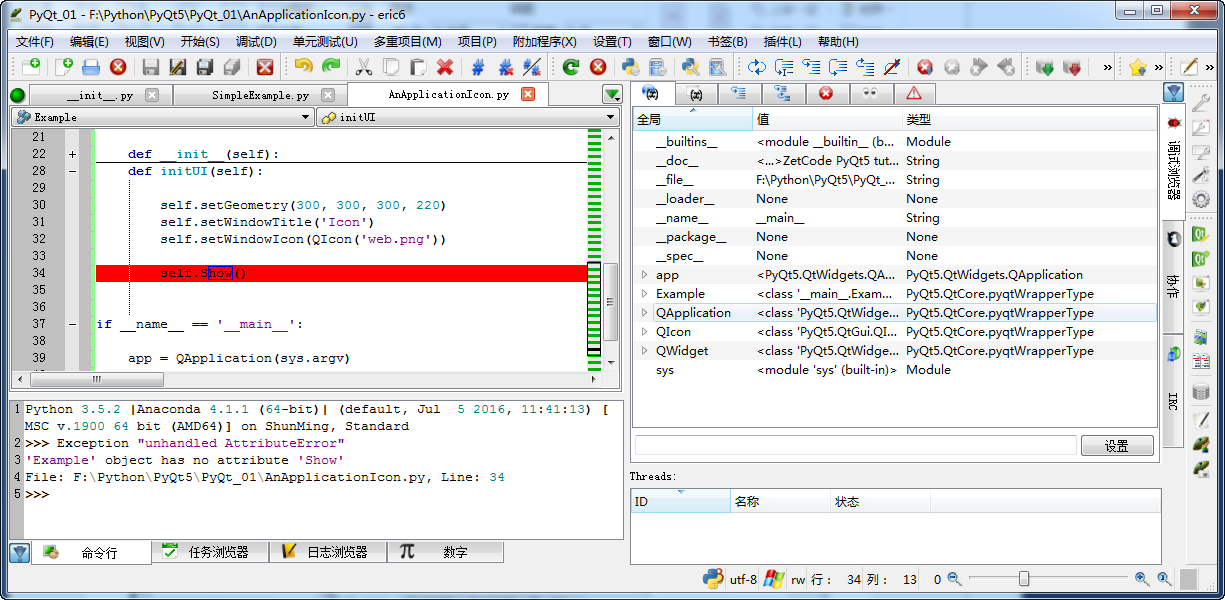 PyQt_01 - F:\Python\PyQt5\PyQt_01\AnApplicationIcon.py - eric6
文件(F) 编辑(E) 视图(V) 开始(S) 调试(D) 单元测试(U) 多重项目(M) 项目(P) 附加程序(X) 设置(T) 窗口(W) 书签(B) 插件(L) 帮助(H)
__init__.py SimpleExample.py AnApplicationIcon.py
Example initUI
21
22 + def __init__(self):
28 - def initUI(self):
29
30 self.setGeometry(300, 300, 300, 220)
31 self.setWindowTitle('Icon')
32 self.setWindowIcon(QIcon('web.png'))
33
34 self.Show()
35
36
37 - if __name__ == '__main__':
38
39 app = QApplication(sys.argv)
1 Python 3.5.2 |Anaconda 4.1.1 (64-bit)| (default, Jul  5 2016, 11:41:13) [
MSC v.1900 64 bit (AMD64)] on ShunMing, Standard
2 >>> Exception "unhandled AttributeError"
3 'Example' object has no attribute 'Show'
4 File: F:\Python\PyQt5\PyQt_01\AnApplicationIcon.py, Line: 34
5 >>>
命令行 任务浏览器 日志浏览器 数字
全局 值 类型
__builtins__ <module __builtin__ (b... Module
__doc__ <...>ZetCode PyQt5 tut... String
__file__ F:\Python\PyQt5\PyQt_... String
__loader__ None None
__name__ __main__ String
__package__ None None
__spec__ None None
app <PyQt5.QtWidgets.QA... PyQt5.QtWidgets.QApplication
Example <class '__main__.Exam... PyQt5.QtCore.pyqtWrapperType
QApplication <class 'PyQt5.QtWidge... PyQt5.QtCore.pyqtWrapperType
QIcon <class 'PyQt5.QtGui.QI... PyQt5.QtCore.pyqtWrapperType
QWidget <class 'PyQt5.QtWidge... PyQt5.QtCore.pyqtWrapperType
sys <module 'sys' (built-in)> Module
设置
Threads:
ID 名称 状态
调试浏览器
协作
IRC
utf-8 rw 行： 34 列： 13 0